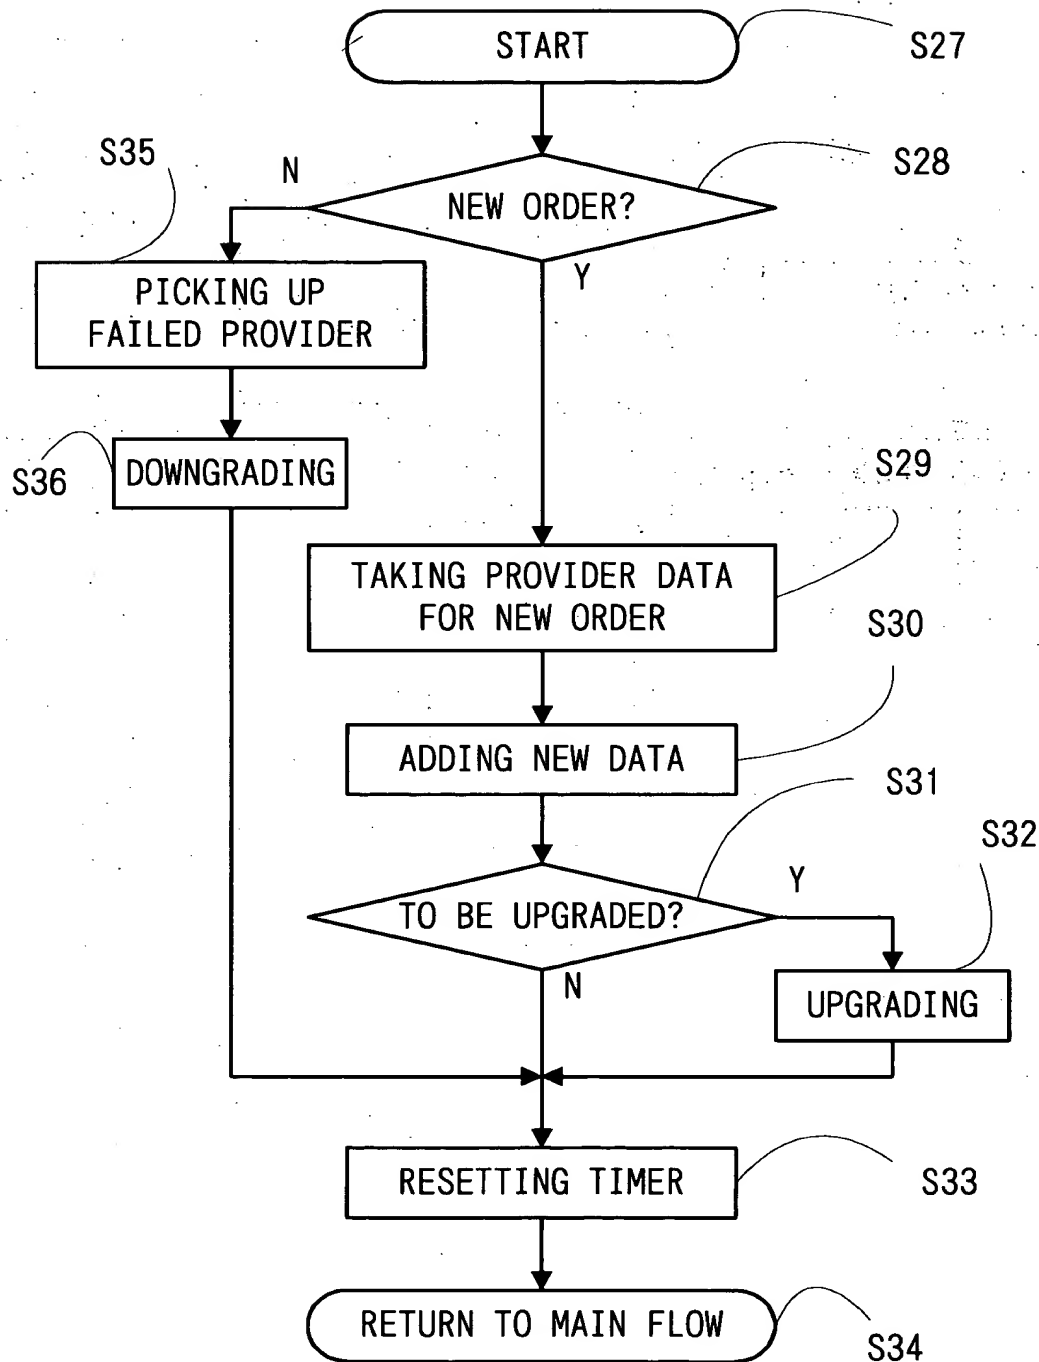 START
S27
S35
N
S28
NEW ORDER?
Y
PICKING UP
FAILED PROVIDER
S36
DOWNGRADING
S29
TAKING PROVIDER DATA
FOR NEW ORDER
S30
ADDING NEW DATA
S31
S32
Y
TO BE UPGRADED?
N
UPGRADING
RESETTING TIMER
S33
RETURN TO MAIN FLOW
S34